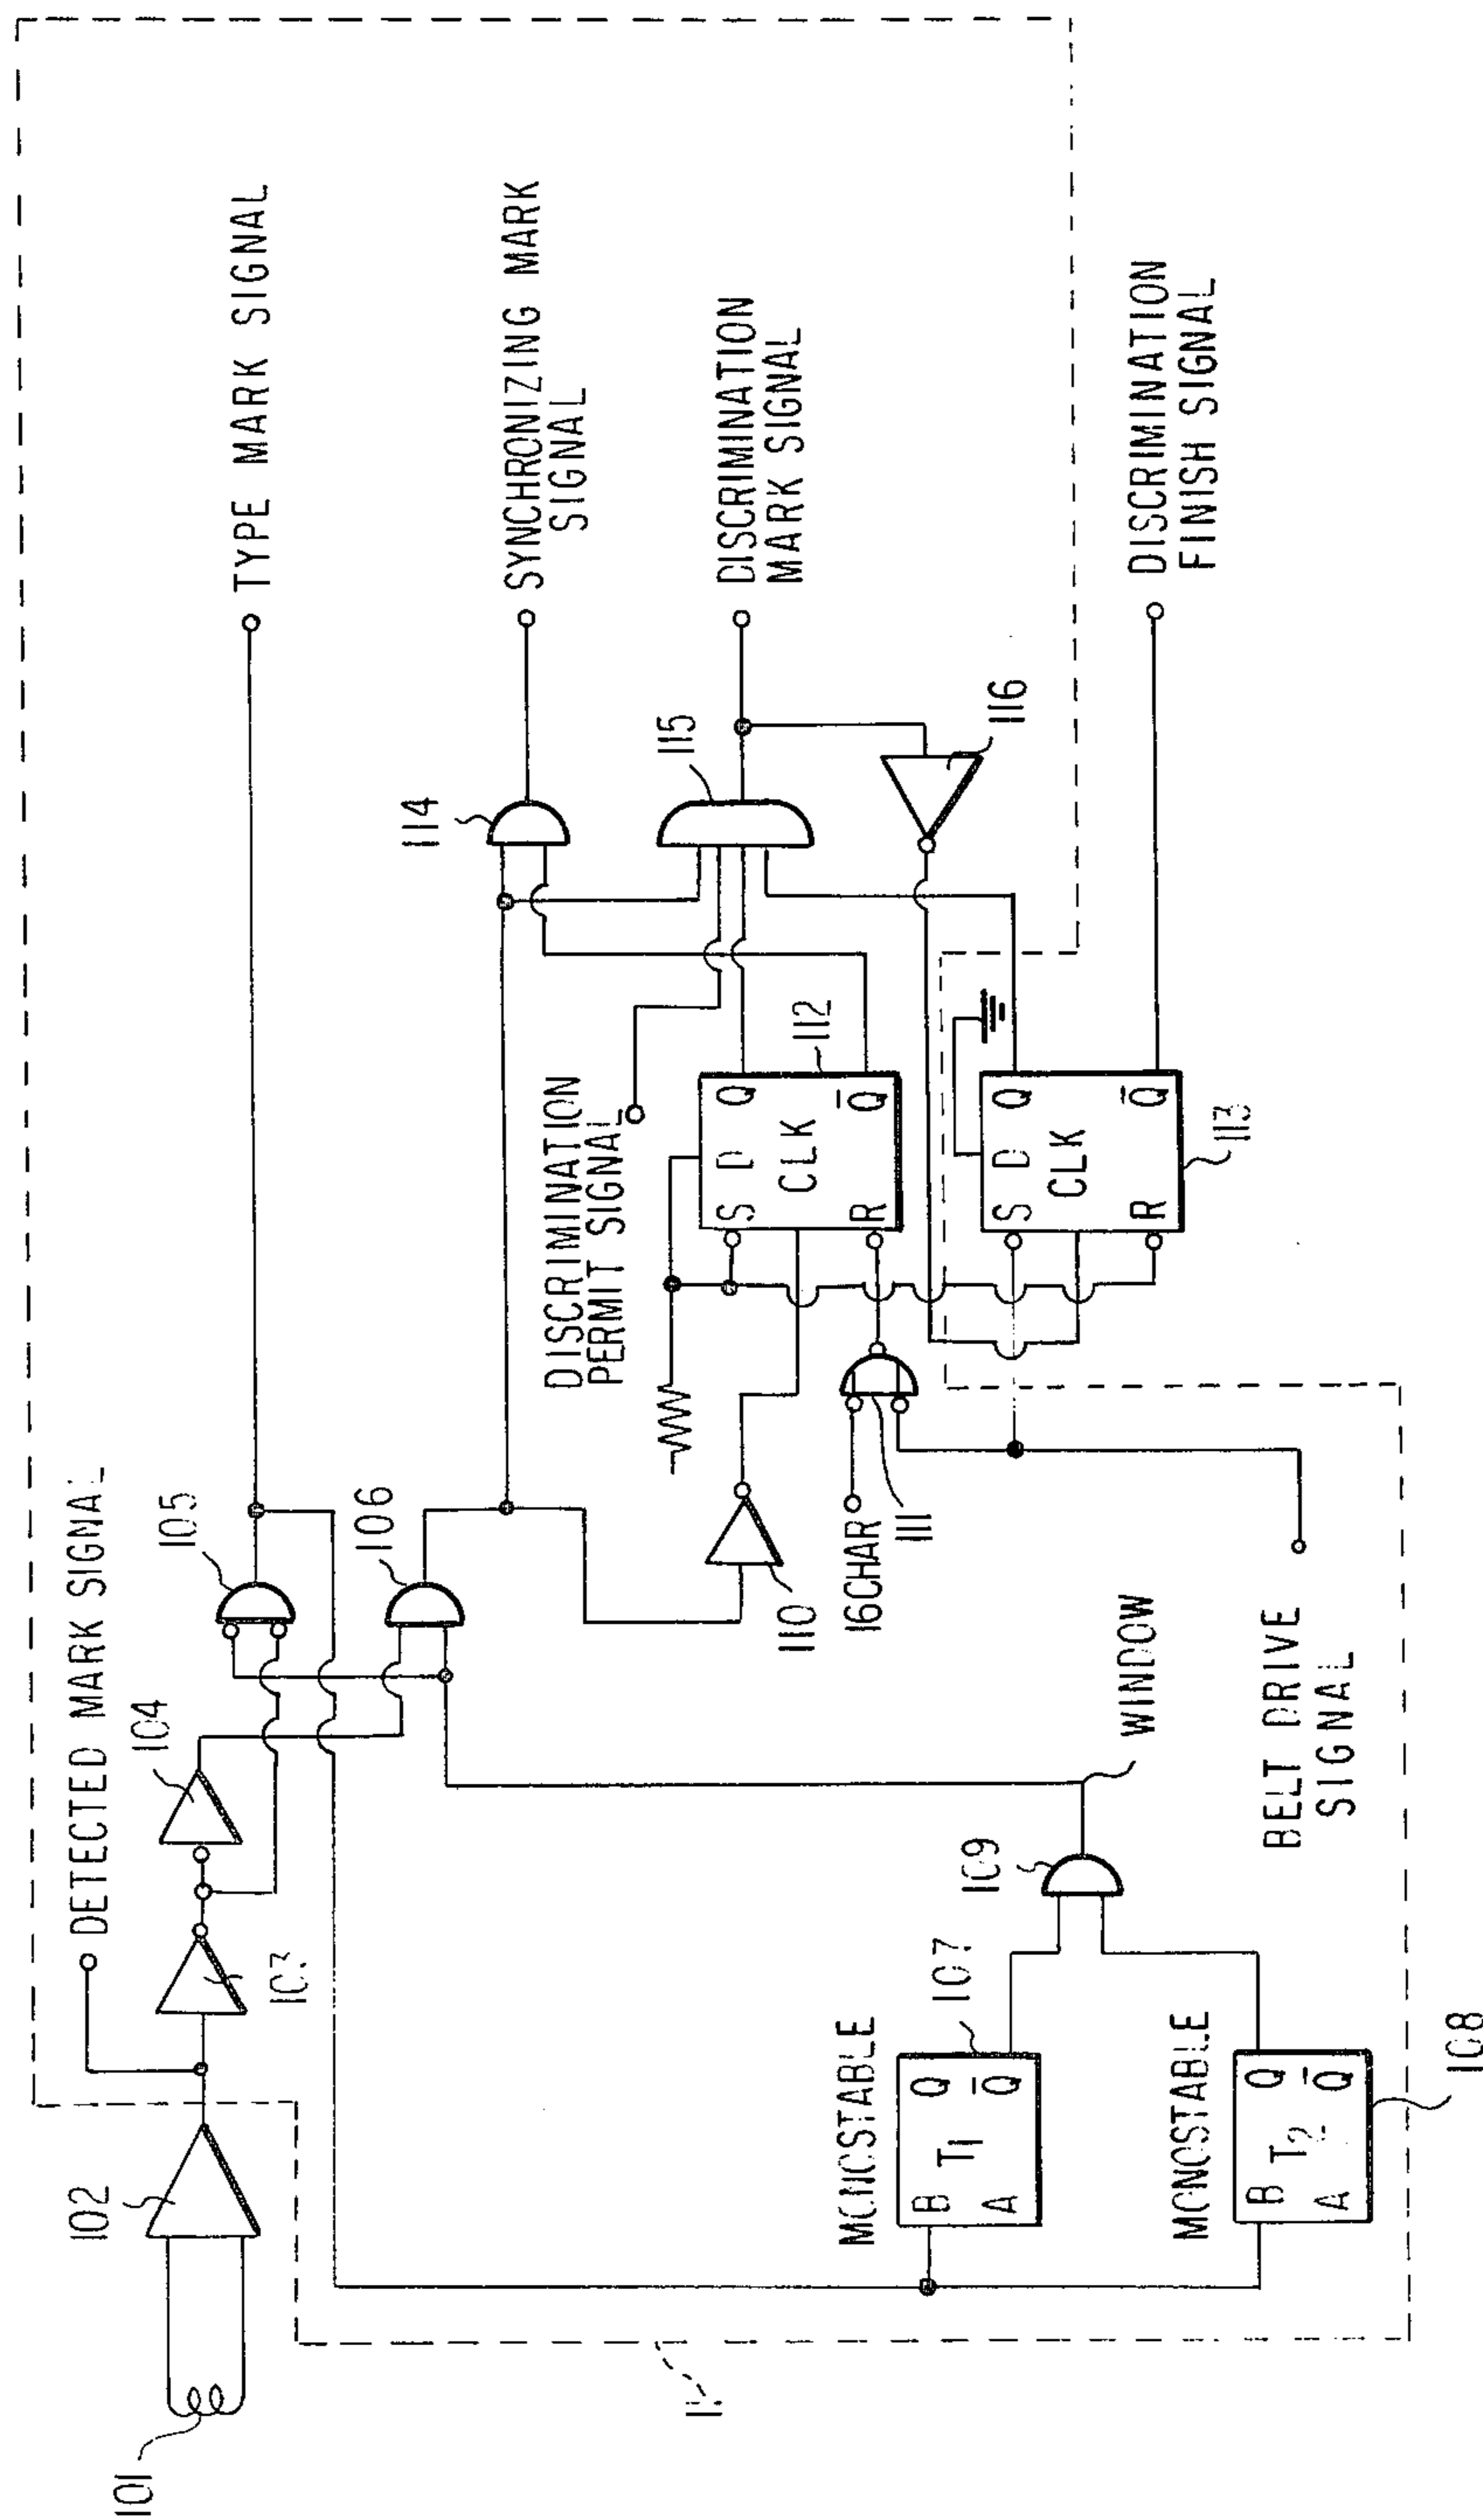 101
102
DETECTED MARK SIGNAL
103
104
105
TYPE MARK SIGNAL
106
114
SYNCHRONIZING MARK
SIGNAL
DISCRIMINATION
PERMIT SIGNAL
115
DISCRIMINATION
MARK SIGNAL
110
16CHAR
111
S D Q
CLK
R Q̄
112
116
MONOSTABLE
B Q
T1
A Q̄
107
109
WINDOW
S D Q
CLK
R Q̄
113
DISCRIMINATION
FINISH SIGNAL
MONOSTABLE
B Q
T2
A Q̄
108
BELT DRIVE
SIGNAL